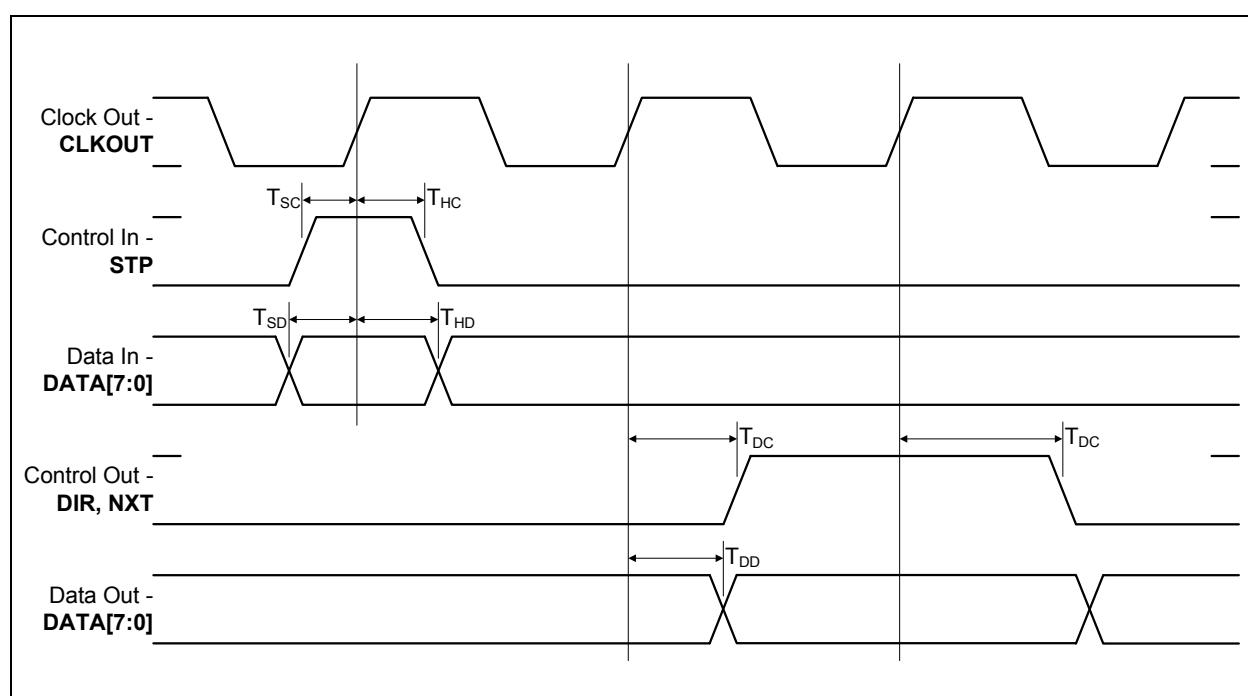 Clock Out -
CLKOUT
T_SC
T_HC
Control In -
STP
T_SD
T_HD
Data In -
DATA[7:0]
T_DC
T_DC
Control Out -
DIR, NXT
T_DD
Data Out -
DATA[7:0]